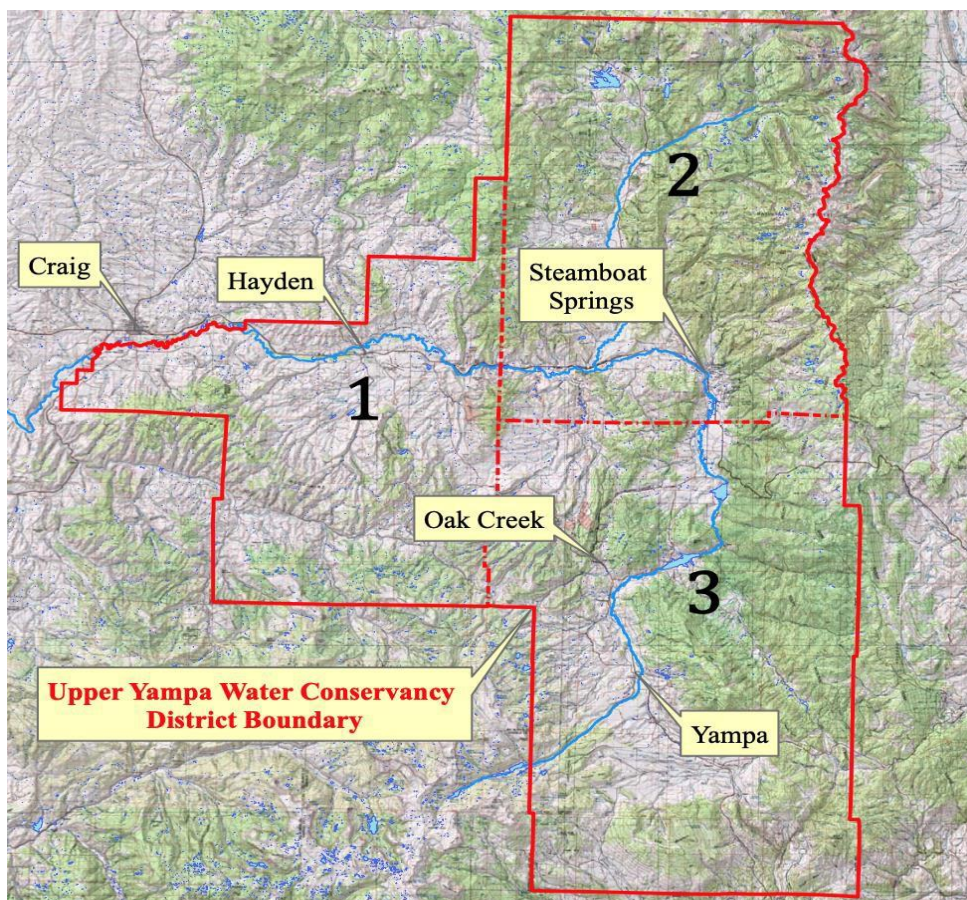 2
Steamboat
Springs
Craig
Hayden
1
Oak Creek
3
Upper Yampa Water Conservancy
District Boundary
Yampa